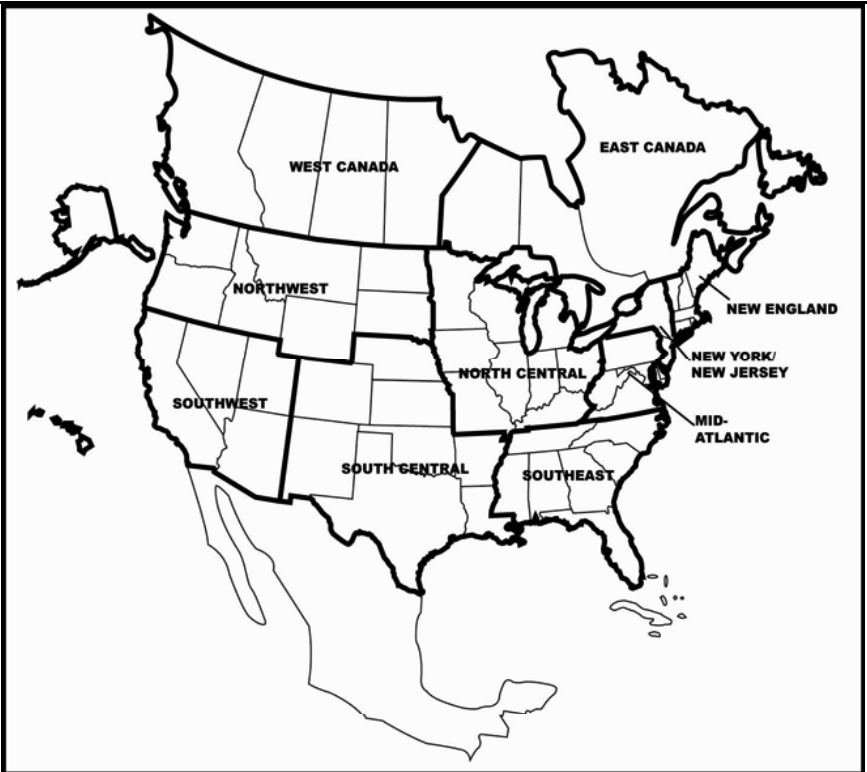 EAST CANADA
WEST CANADA
NORTHWEST
NEW ENGLAND
NEW YORK/
NEW JERSEY
NORTH CENTRAL
SOUTHWEST
MID-
ATLANTIC
SOUTH CENTRAL
SOUTHEAST